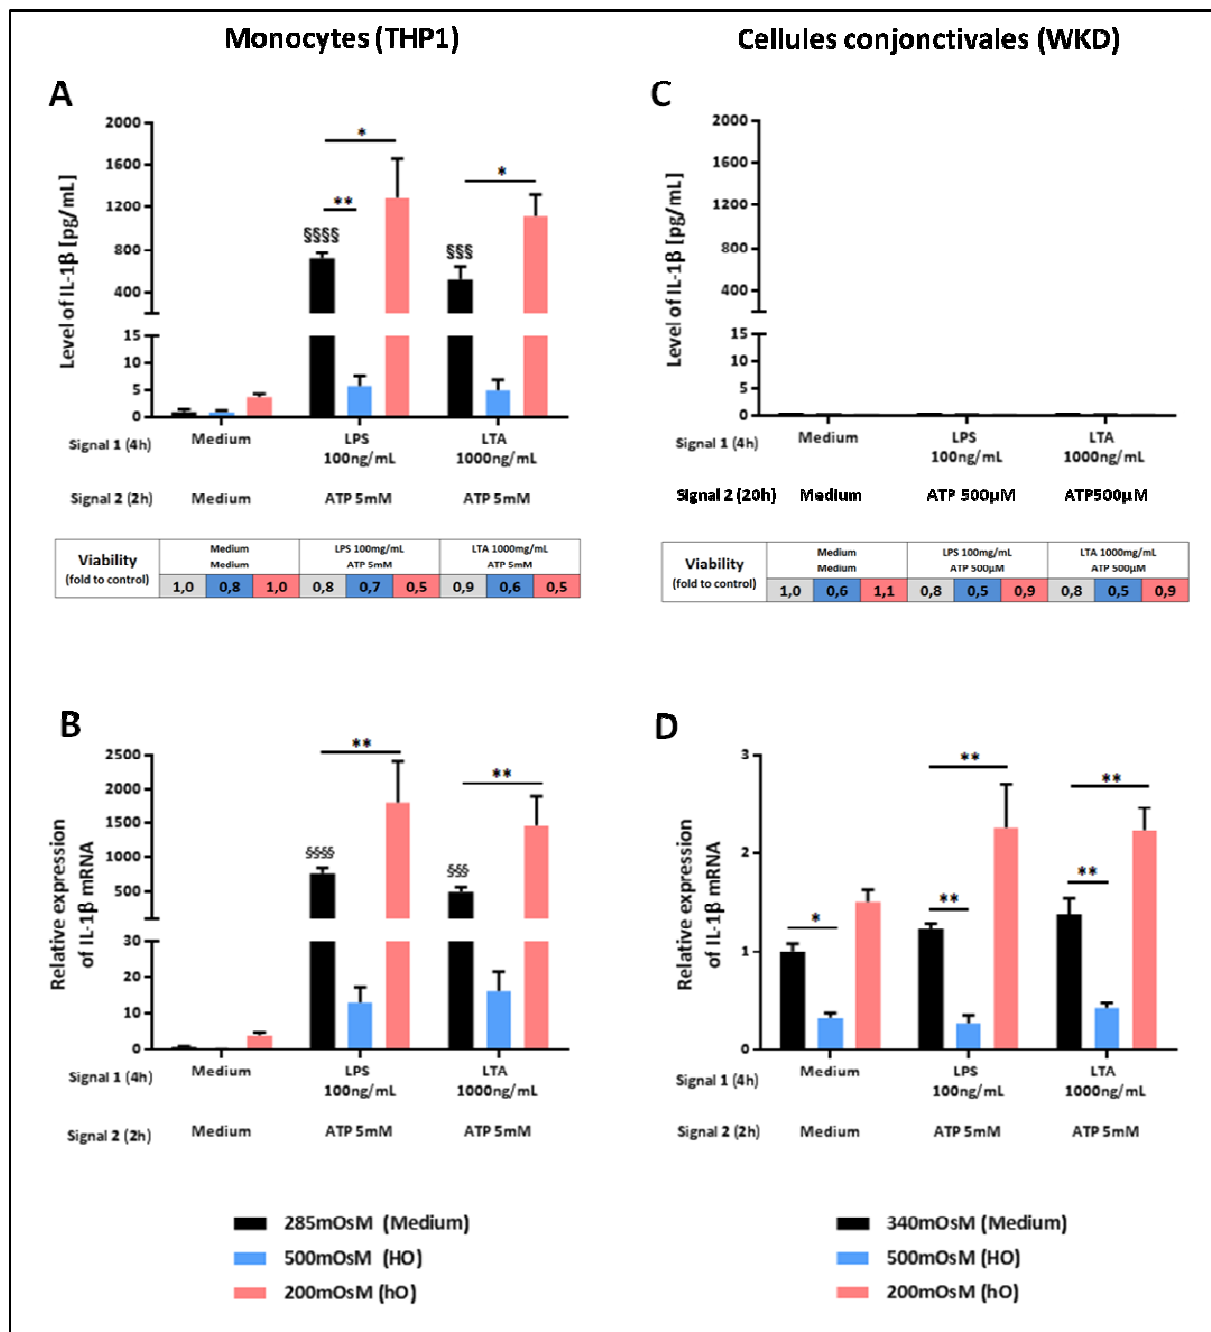 Monocytes (THP1)
Cellules conjonctivales (WKD)
A
Level of IL-1β [pg/mL]
2000
1600
1200
800
400
15
10
5
0
*
**
*
§§§§
§§§
Signal 1 (4h)
Medium
LPS
100ng/mL
LTA
1000ng/mL
Signal 2 (2h)
Medium
ATP 5mM
ATP 5mM
Viability
(fold to control)
Medium
Medium
LPS 100mg/mL
ATP 5mM
LTA 1000mg/mL
ATP 5mM
1,0 0,8 1,0 0,8 0,7 0,5 0,9 0,6 0,5
C
Level of IL-1β [pg/mL]
2000
1600
1200
800
400
15
10
5
0
Signal 1 (4h)
Medium
LPS
100ng/mL
LTA
1000ng/mL
Signal 2 (20h)
Medium
ATP 500µM
ATP500µM
Viability
(fold to control)
Medium
Medium
LPS 100mg/mL
ATP 500µM
LTA 1000mg/mL
ATP 500µM
1,0 0,6 1,1 0,8 0,5 0,9 0,8 0,5 0,9
B
Relative expression
of IL-1β mRNA
2500
2000
1500
1000
500
30
20
10
0
**
**
§§§§
§§§
Signal 1 (4h)
Medium
LPS
100ng/mL
LTA
1000ng/mL
Signal 2 (2h)
Medium
ATP 5mM
ATP 5mM
D
Relative expression
of IL-1β mRNA
3
2
1
0
*
**
**
**
**
Signal 1 (4h)
Medium
LPS
100ng/mL
LTA
1000ng/mL
Signal 2 (2h)
Medium
ATP 5mM
ATP 5mM
285mOsM (Medium)
500mOsM (HO)
200mOsM (hO)
340mOsM (Medium)
500mOsM (HO)
200mOsM (hO)